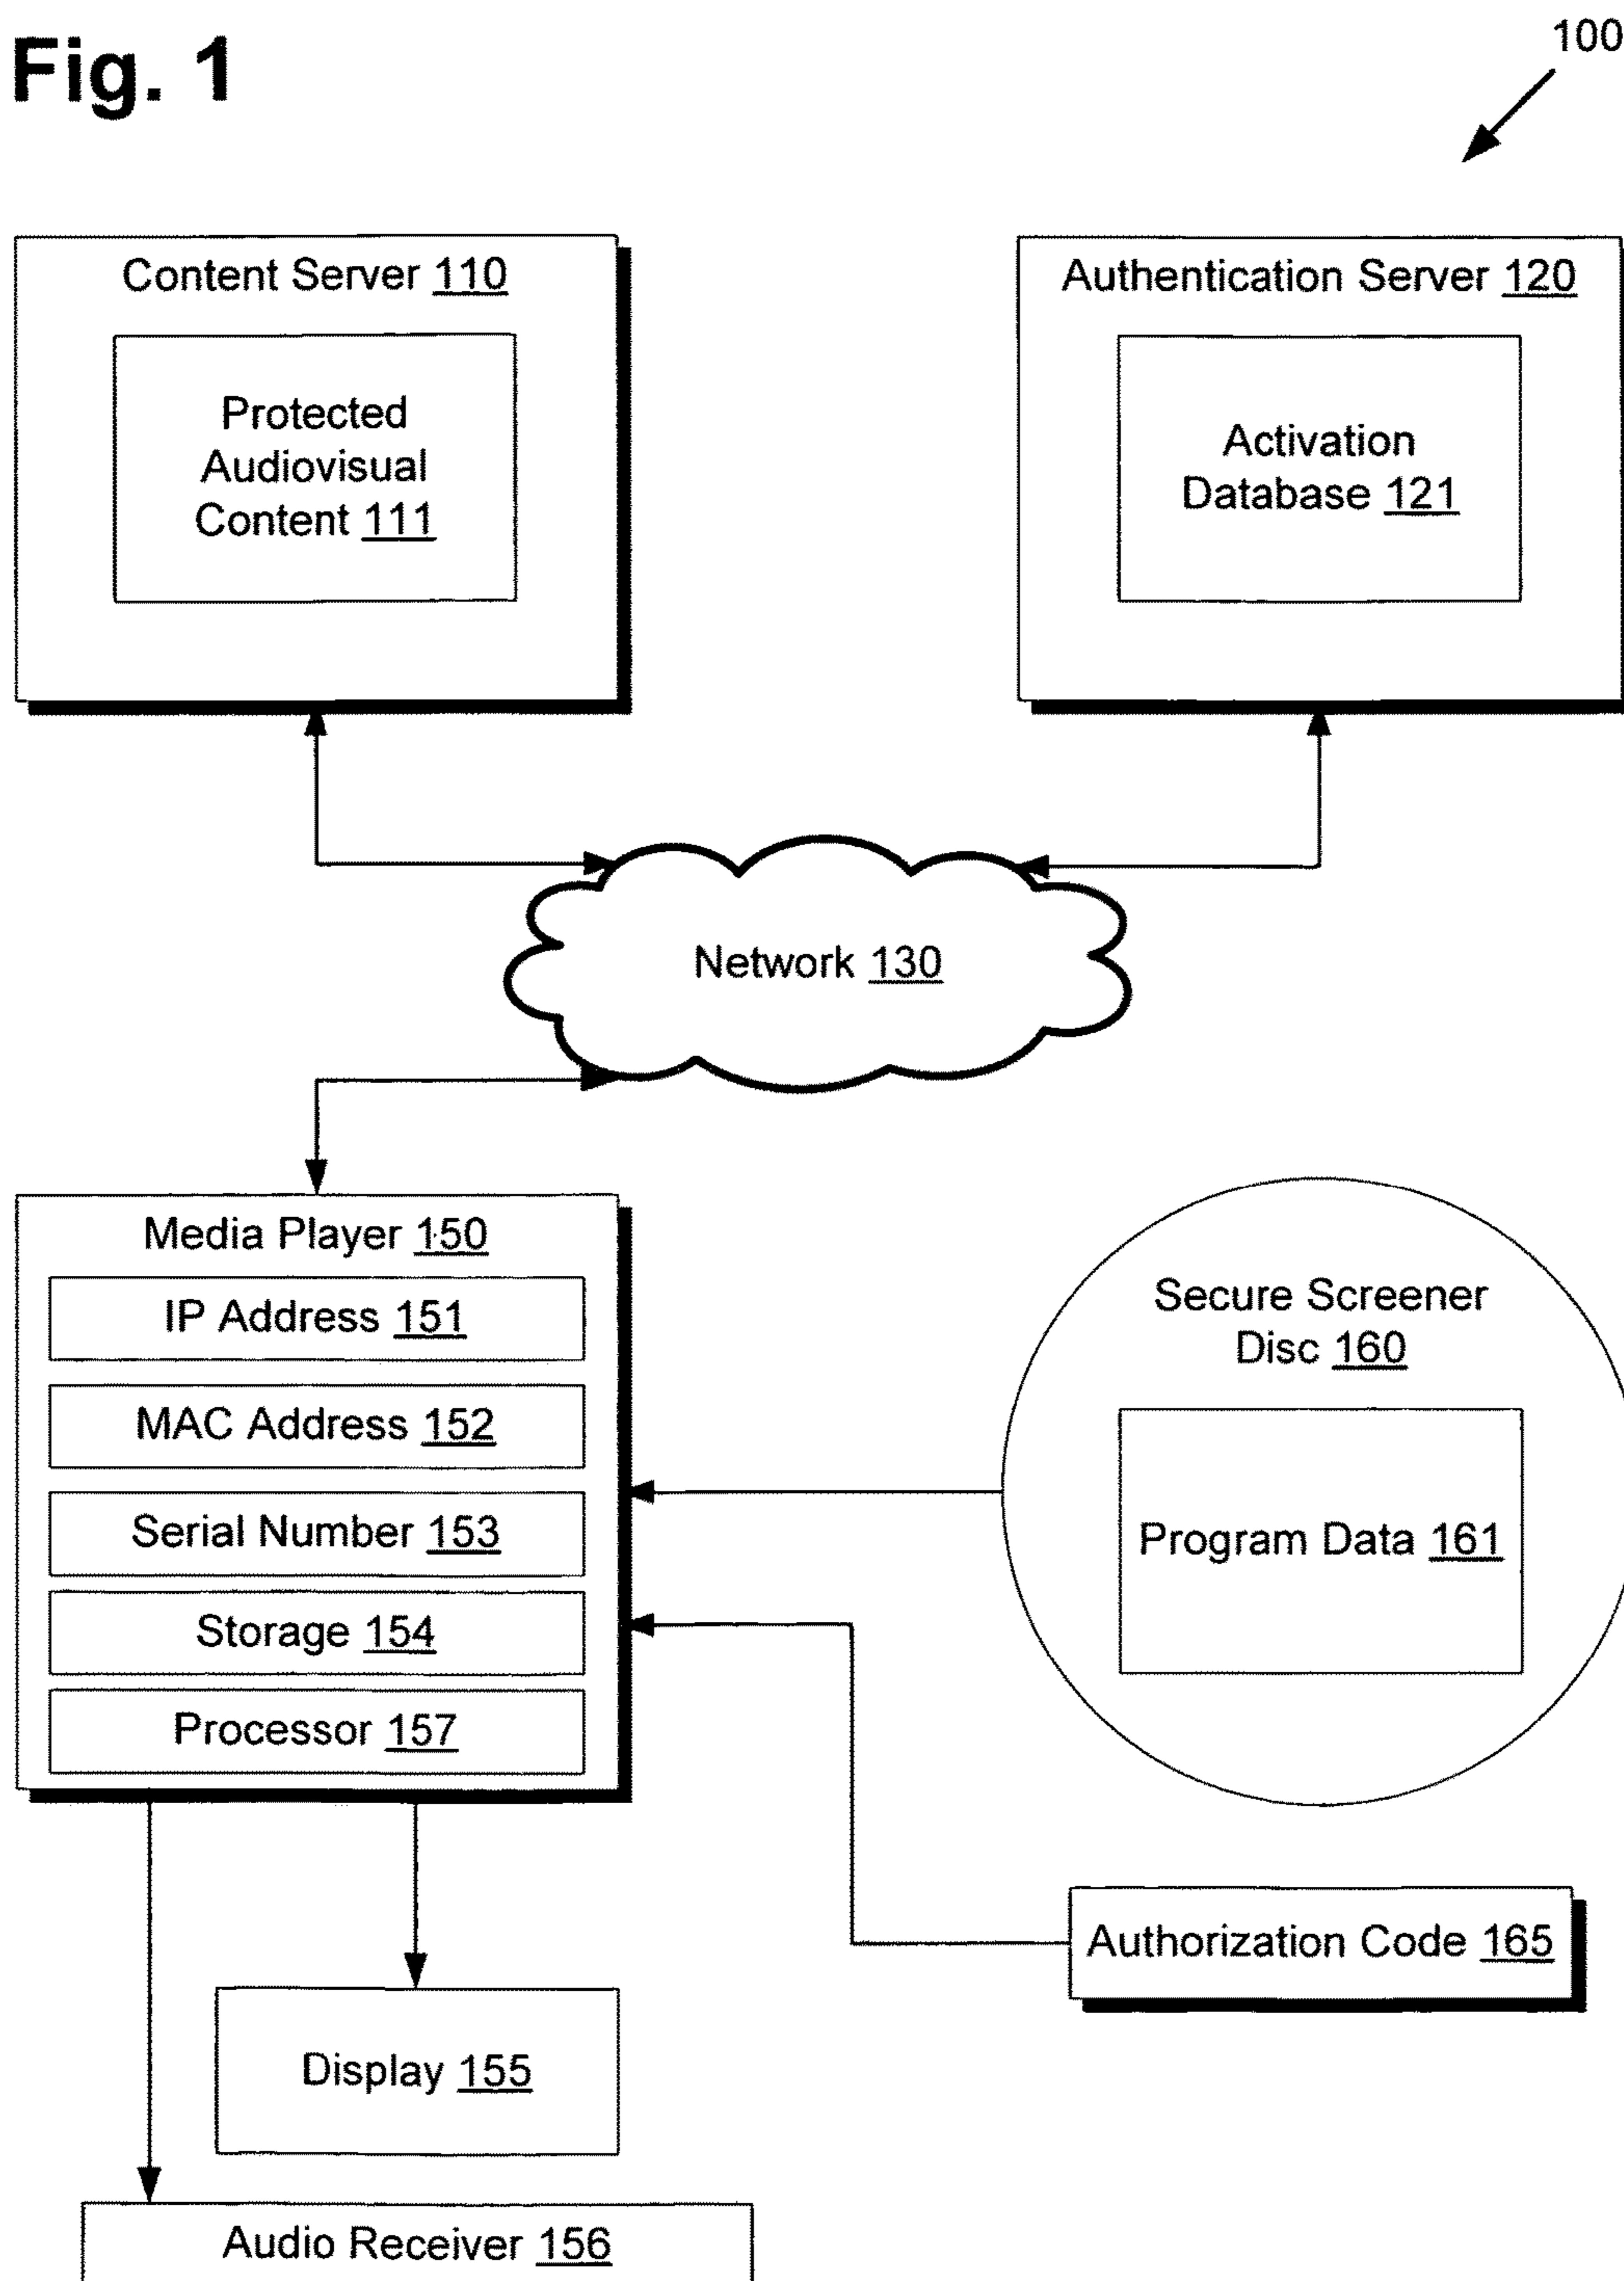 Fig. 1
100
Content Server 110
Protected
Audiovisual
Content 111
Authentication Server 120
Activation
Database 121
Network 130
Media Player 150
IP Address 151
MAC Address 152
Serial Number 153
Storage 154
Processor 157
Secure Screener
Disc 160
Program Data 161
Authorization Code 165
Display 155
Audio Receiver 156